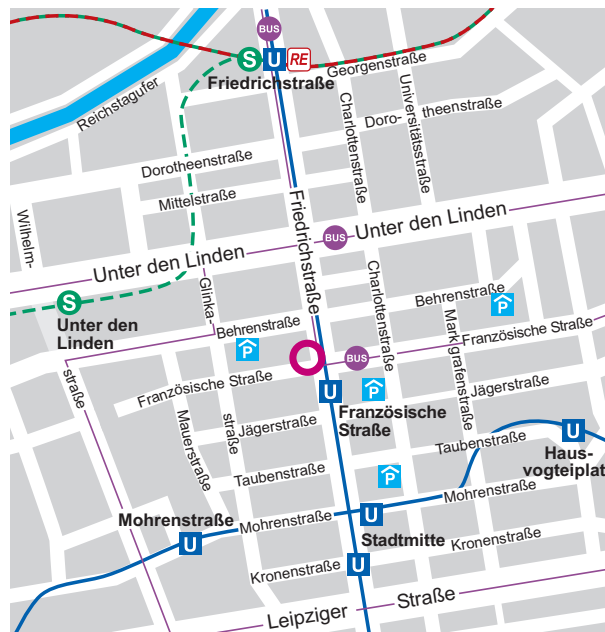 BUS
S
U
RE
Friedrichstraße
Georgenstraße
Reichstagufer
Charlottenstraße
Universitätsstraße
Doro-
theenstraße
Dorotheenstraße
Mittelstraße
Friedrichstraße
Wilhelm-
straße
Unter den Linden
BUS
Unter den Linden
S
Unter den
Linden
Glinka-
straße
Charlottenstraße
Behrenstraße
Behrenstraße
P
P
Markgrafenstraße
Französische Straße
BUS
Französische Straße
P
U
Französische
Straße
Jägerstraße
Jägerstraße
Mauerstraße
Taubenstraße
Taubenstraße
U
Haus-
vogteiplat
P
Mohrenstraße
Mohrenstraße
Mohrenstraße
U
U
Stadtmitte
Kronenstraße
Kronenstraße
U
Leipziger
Straße